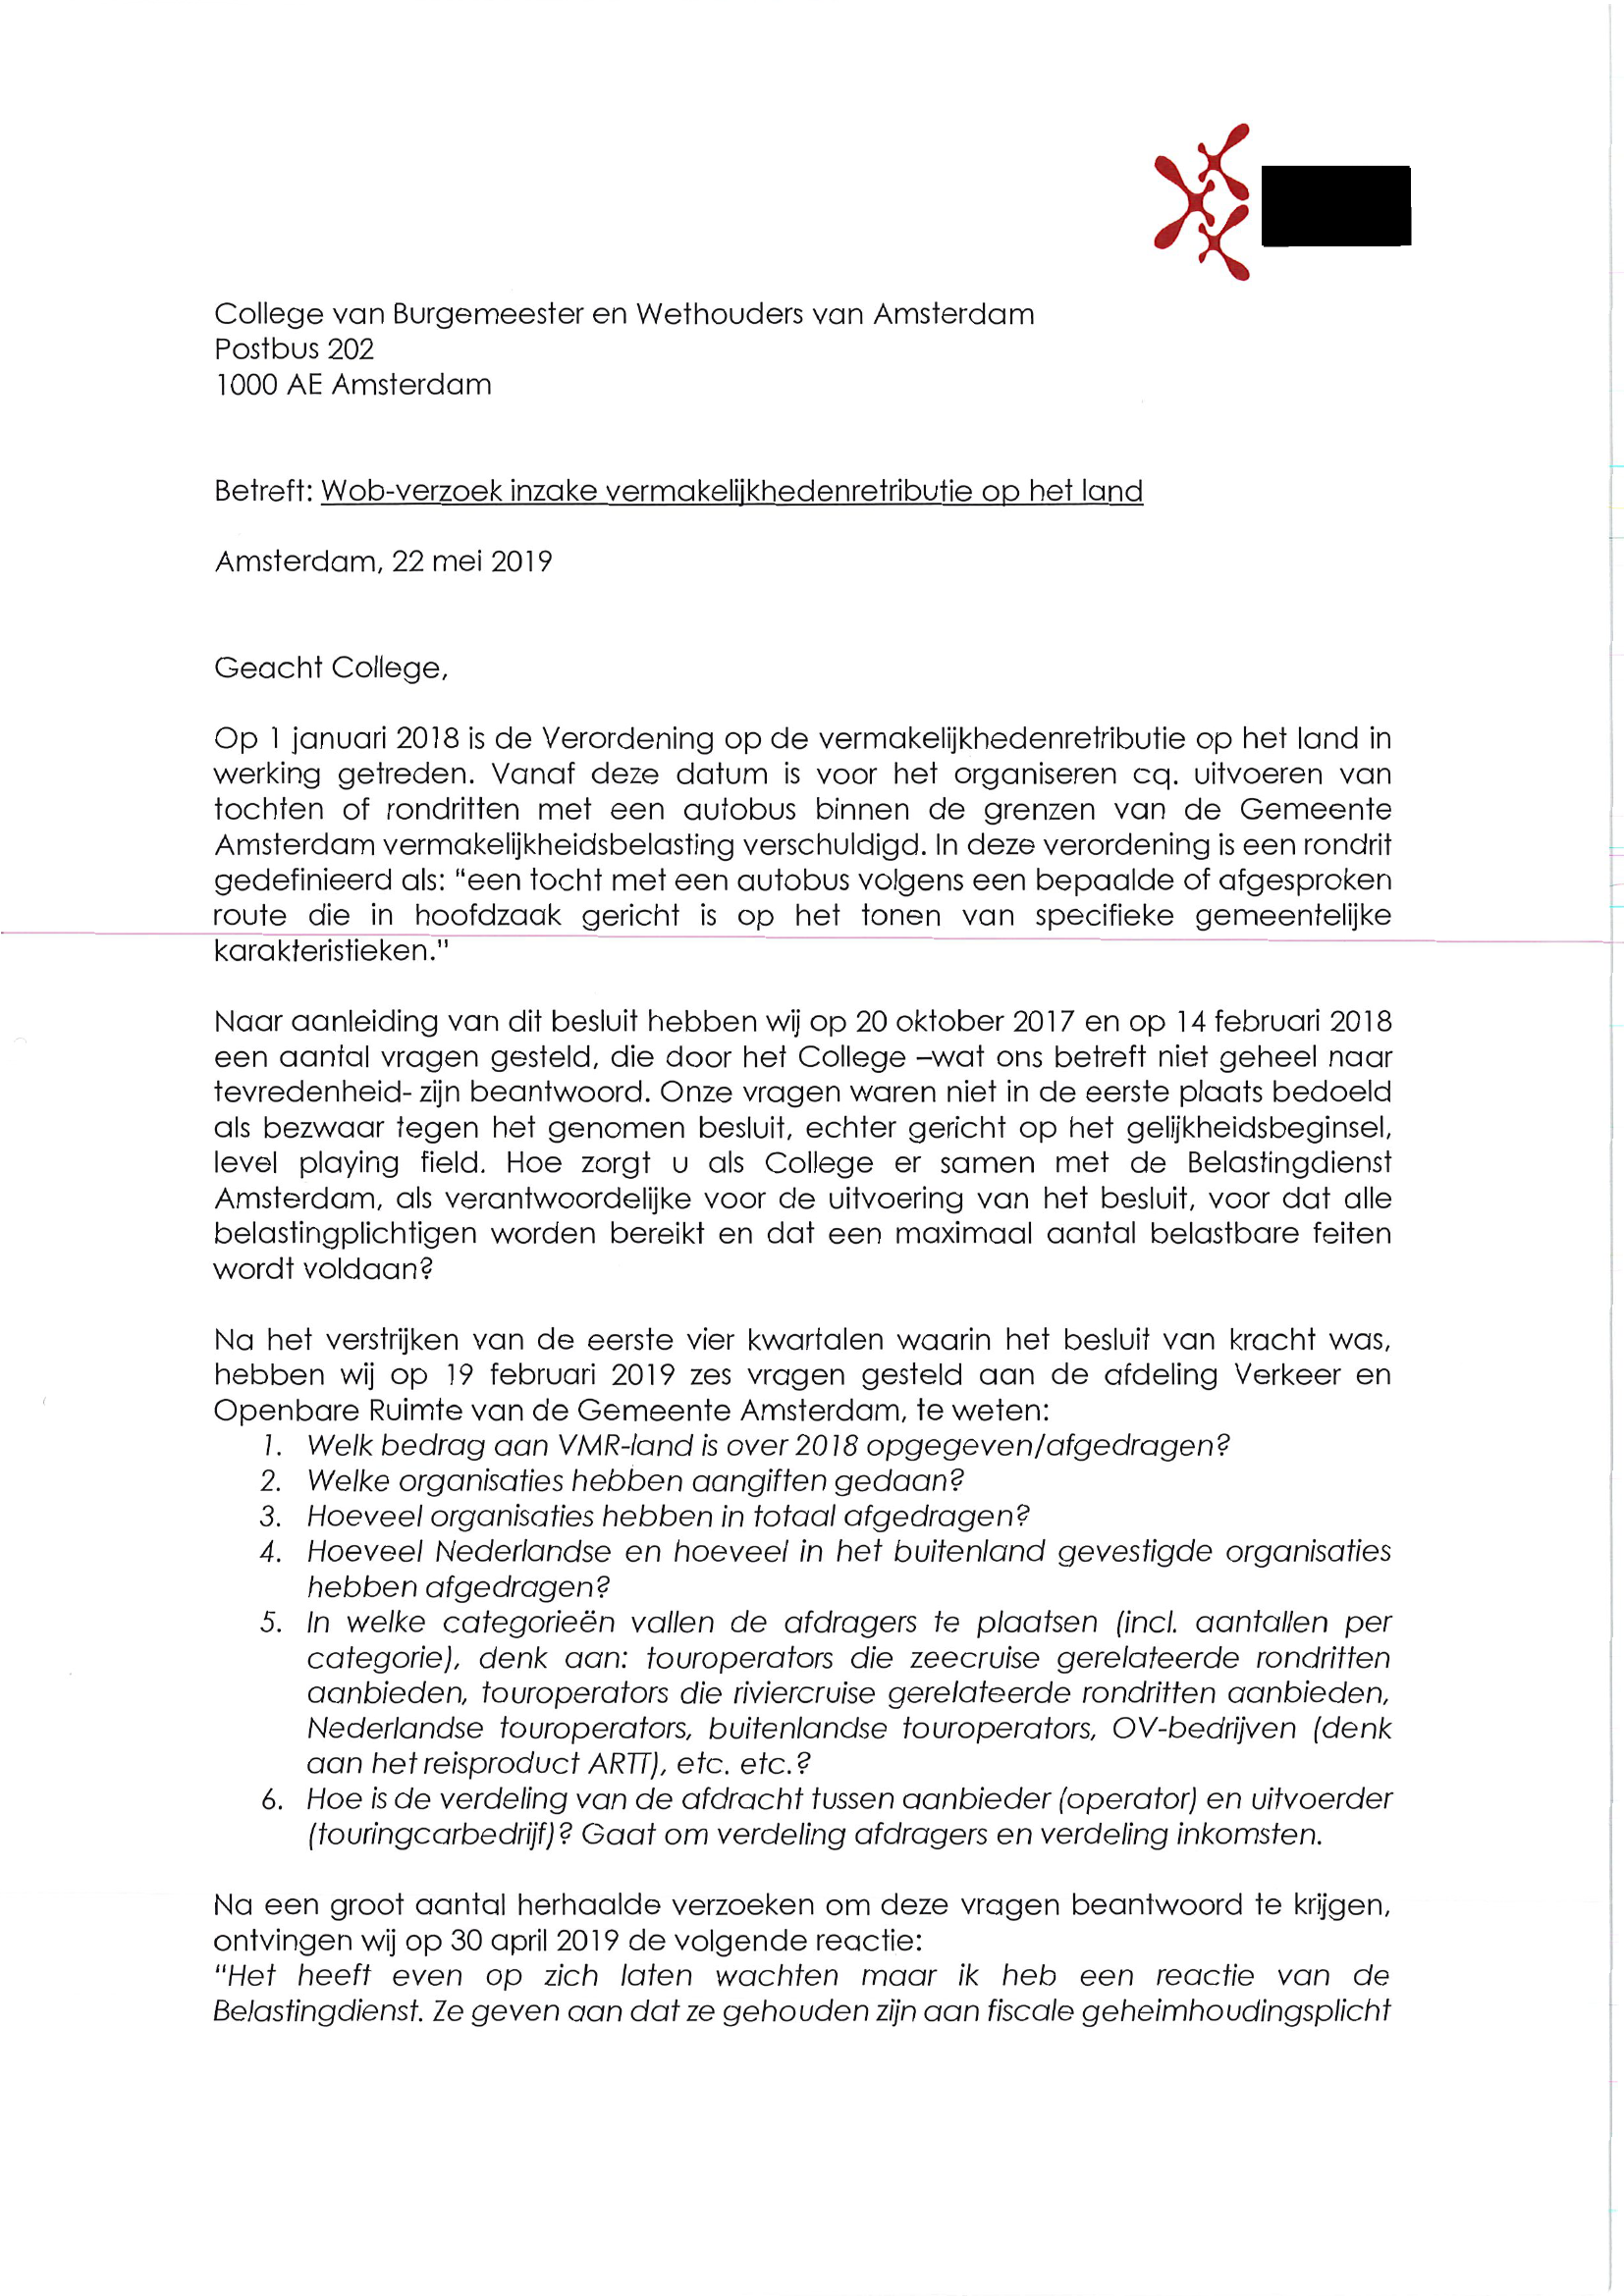 College van Burgemeester en Wethouders van Amsterdam
Postbus 202
1000 AE Amsterdam
Betreft: Wob-verzoek inzake vermakelijkhedenretributie op het land
Amsterdam, 22 mei 2019
Geacht College,
Op 1 januari 2018 is de Verordening op de vermakelijkhedenretributie op het land in
werking getreden. Vanaf deze datum is voor het organiseren cq. uitvoeren van
tochten of rondritten met een autobus binnen de grenzen van de Gemeente
Amsterdam vermakelijkheidsbelasting verschuldigd. In deze verordening is een rondrit
gedefinieerd als: “een tocht met een autobus volgens een bepaalde of afgesproken
route die in hoofdzaak gericht is op het tonen van specifieke gemeentelijke
karakteristieken.”
Naar aanleiding van dit besluit hebben wij op 20 oktober 2017 en op 14 februari 2018
een aantal vragen gesteld, die door het College –wat ons betreft niet geheel naar
tevredenheid- zijn beantwoord. Onze vragen waren niet in de eerste plaats bedoeld
als bezwaar tegen het genomen besluit, echter gericht op het gelijkheidsbeginsel,
level playing field. Hoe zorgt u als College er samen met de Belastingdienst
Amsterdam, als verantwoordelijke voor de uitvoering van het besluit, voor dat alle
belastingplichtigen worden bereikt en dat een maximaal aantal belastbare feiten
wordt voldaan?
Na het verstrijken van de eerste vier kwartalen waarin het besluit van kracht was,
hebben wij op 19 februari 2019 zes vragen gesteld aan de afdeling Verkeer en
Openbare Ruimte van de Gemeente Amsterdam, te weten:
1. Welk bedrag aan VMR-land is over 2018 opgegeven/afgedragen?
2. Welke organisaties hebben aangiften gedaan?
3. Hoeveel organisaties hebben in totaal afgedragen?
4. Hoeveel Nederlandse en hoeveel in het buitenland gevestigde organisaties
hebben afgedragen?
5. In welke categorieën vallen de afdragers te plaatsen (incl. aantallen per
categorie), denk aan: touroperators die zeecruise gerelateerde rondritten
aanbieden, touroperators die riviercruise gerelateerde rondritten aanbieden,
Nederlandse touroperators, buitenlandse touroperators, OV-bedrijven (denk
aan het reisproduct ARTT), etc. etc.?
6. Hoe is de verdeling van de afdracht tussen aanbieder (operator) en uitvoerder
(touringcarbedrijf)? Gaat om verdeling afdragers en verdeling inkomsten.
Na een groot aantal herhaalde verzoeken om deze vragen beantwoord te krijgen,
ontvingen wij op 30 april 2019 de volgende reactie:
“Het heeft even op zich laten wachten maar ik heb een reactie van de
Belastingdienst. Ze geven aan dat ze gehouden zijn aan fiscale geheimhoudingsplicht